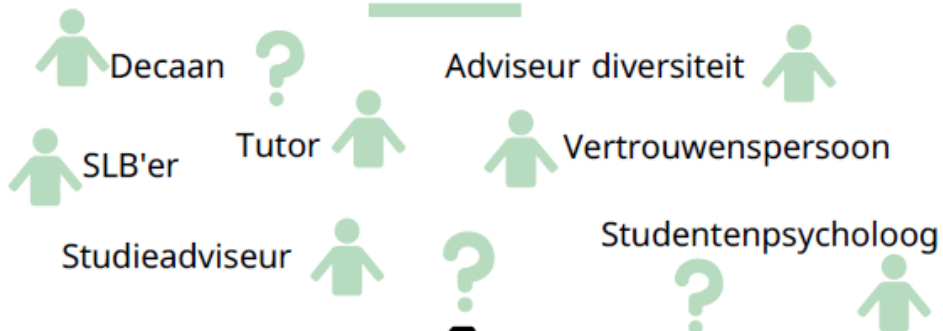 Decaan
Adviseur diversiteit
Tutor
Vertrouwenspersoon
SLB'er
Studieadviseur
Studentenpsycholoog